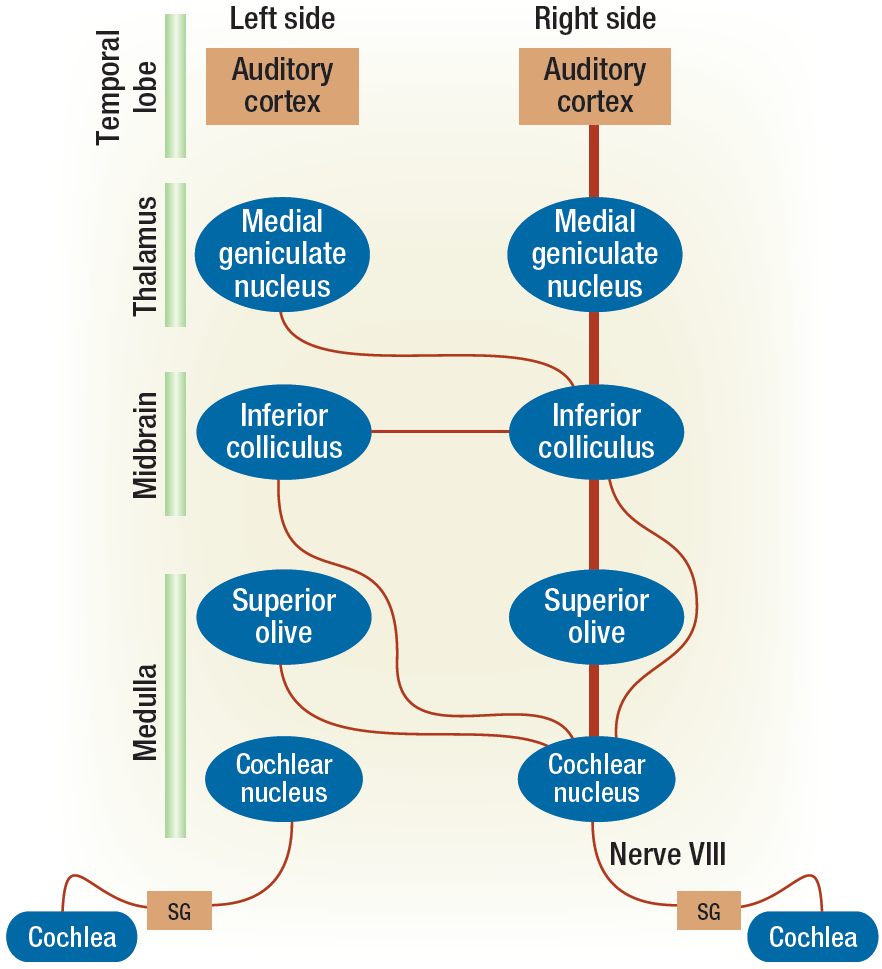 Left side
Right side
Temporal
lobe
Auditory
cortex
Auditory
cortex
Thalamus
Medial
geniculate
nucleus
Medial
geniculate
nucleus
Midbrain
Inferior
colliculus
Inferior
colliculus
Medulla
Superior
olive
Superior
olive
Cochlear
nucleus
Cochlear
nucleus
Nerve VIII
SG
SG
Cochlea
Cochlea